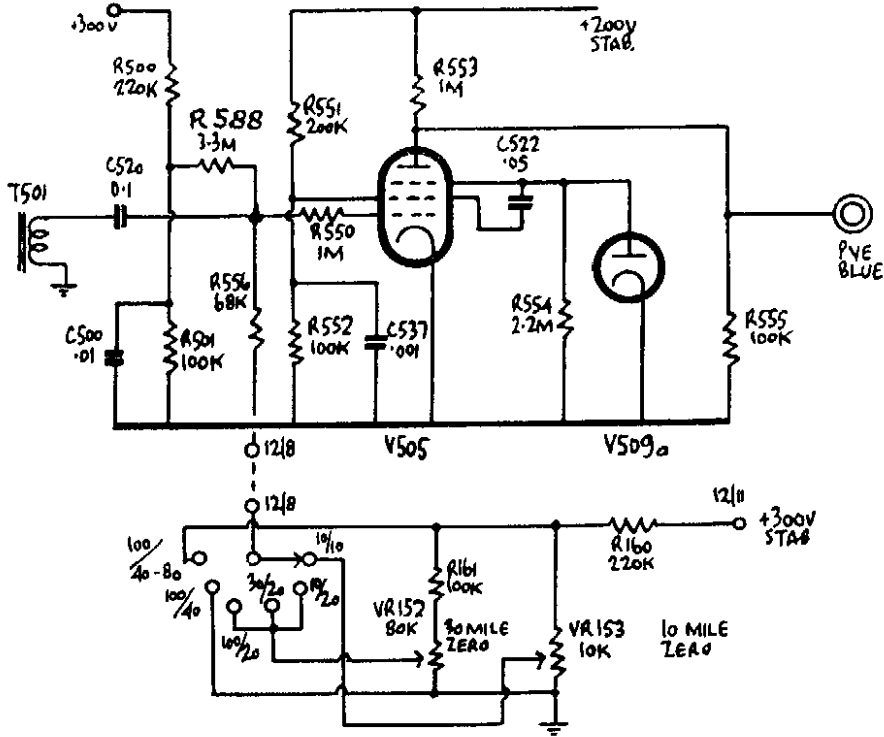 +300V
R500
220K
R588
3.3M
R551
200K
R553
1M
+200V
STAB.
C520
0.1
C522
.05
T501
R550
1M
PYE
BLUE
R556
68K
C500
.01
R501
100K
R552
100K
C537
.001
R554
2.2M
R555
100K
12/8
V505
V509a
12/8
12/11
+300V
STAB
100/40-80
10/10
R160
220K
100/40
30/20
10/20
R161
100K
100/20
VR152
80K
30 MILE
ZERO
VR153
10K
10 MILE
ZERO